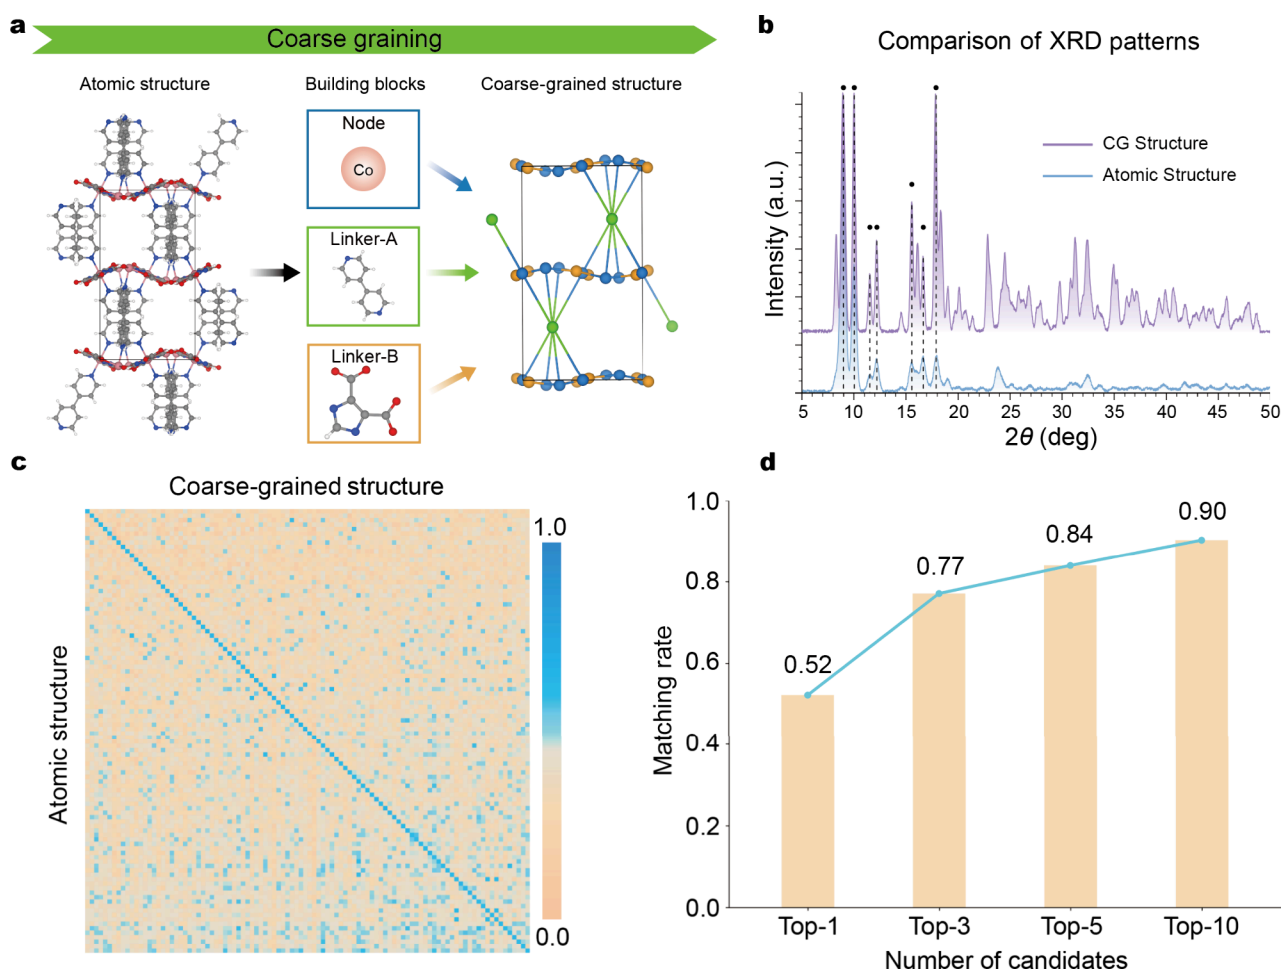 a
Coarse graining
Atomic structure
Building blocks
Coarse-grained structure
Node
Co
Linker-A
Linker-B
b
Comparison of XRD patterns
CG Structure
Atomic Structure
Intensity (a.u.)
5 10 15 20 25 30 35 40 45 50
2θ (deg)
c
Coarse-grained structure
Atomic structure
1.0
0.0
d
1.0
0.8
0.6
0.4
0.2
0.0
Matching rate
0.52
0.77
0.84
0.90
Top-1 Top-3 Top-5 Top-10
Number of candidates